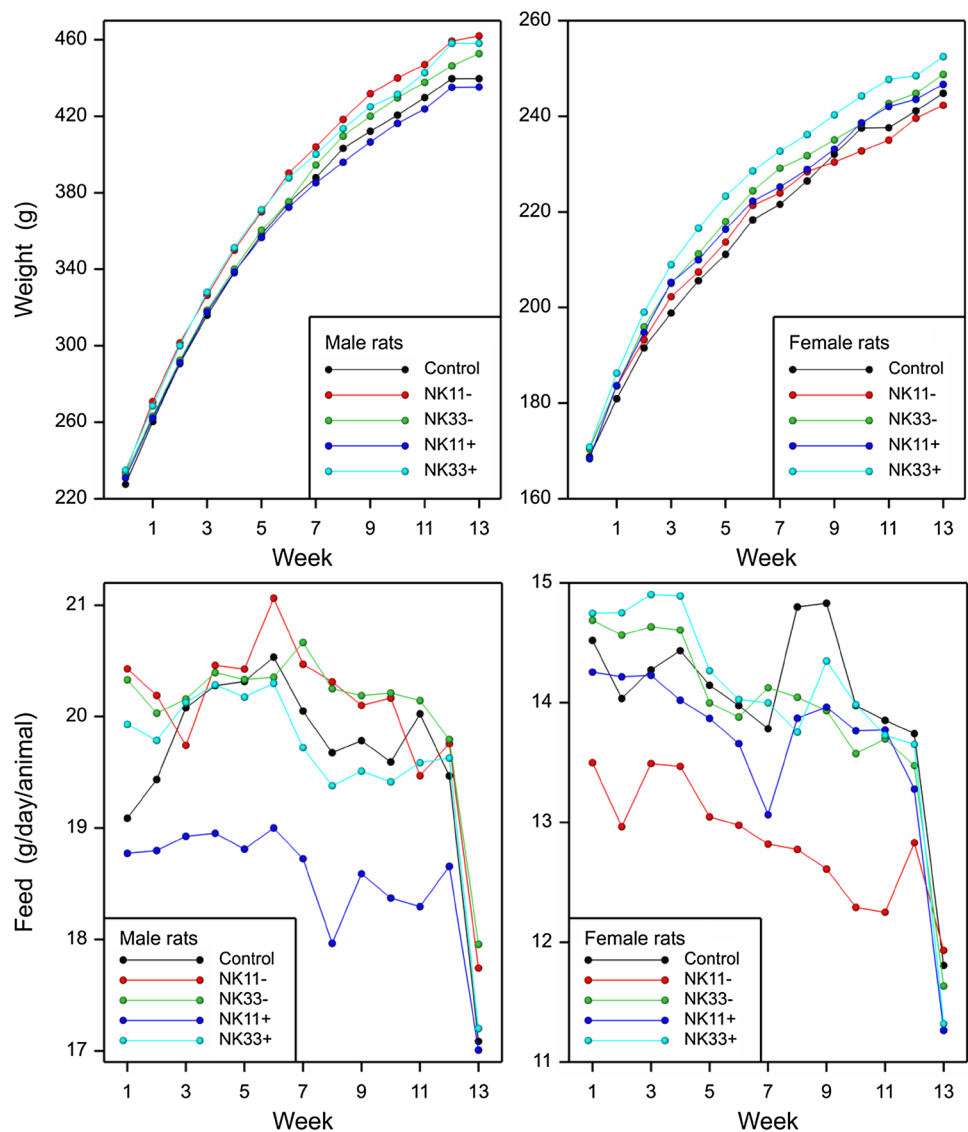 460
420
380
340
300
260
220
Weight (g)
Male rats
Control
NK11-
NK33-
NK11+
NK33+
1 3 5 7 9 11 13
Week
260
240
220
200
180
160
Female rats
Control
NK11-
NK33-
NK11+
NK33+
1 3 5 7 9 11 13
Week
21
20
19
18
17
Feed (g/day/animal)
Male rats
Control
NK11-
NK33-
NK11+
NK33+
1 3 5 7 9 11 13
Week
15
14
13
12
11
Female rats
Control
NK11-
NK33-
NK11+
NK33+
1 3 5 7 9 11 13
Week